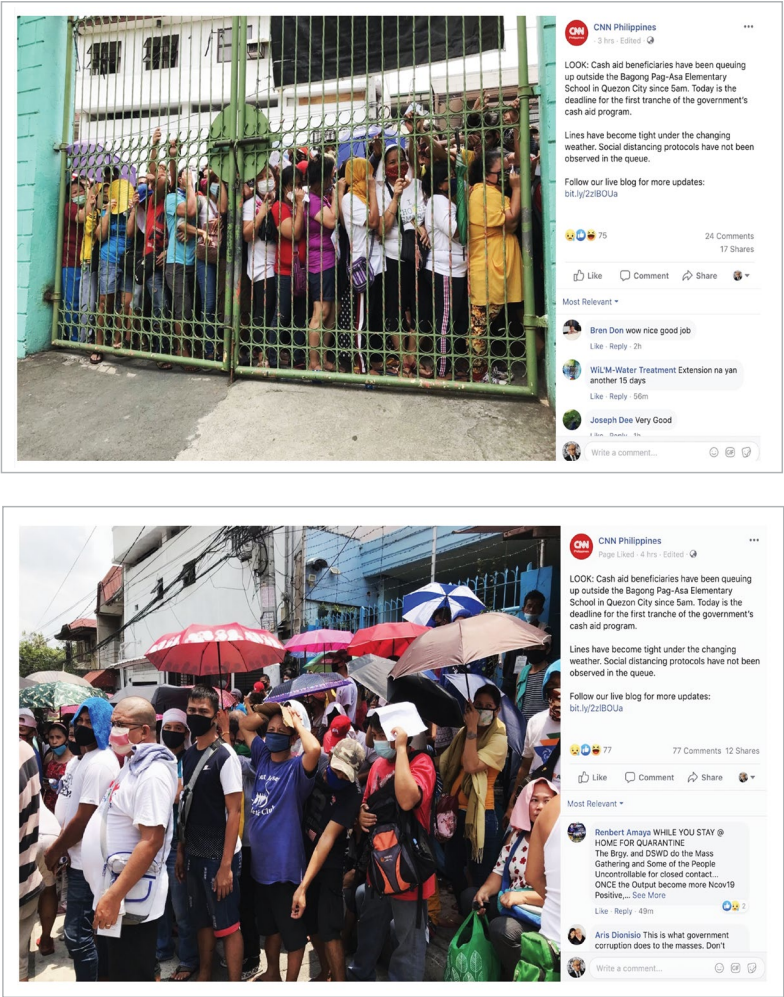 CNN Philippines
3 hrs · Edited ·
LOOK: Cash aid beneficiaries have been queuing
up outside the Bagong Pag-Asa Elementary
School in Quezon City since 5am. Today is the
deadline for the first tranche of the government's
cash aid program.
Lines have become tight under the changing
weather. Social distancing protocols have not been
observed in the queue.
Follow our live blog for more updates:
bit.ly/2zlBOUa
75
24 Comments
17 Shares
Like Comment Share
Most Relevant
Bren Don wow nice good job
Like · Reply · 2h
WiL'M-Water Treatment Extension na yan
another 15 days
Like · Reply · 56m
Joseph Dee Very Good
Like · Reply · 1h
Write a comment...
CNN Philippines
Page Liked · 4 hrs · Edited ·
LOOK: Cash aid beneficiaries have been queuing
up outside the Bagong Pag-Asa Elementary
School in Quezon City since 5am. Today is the
deadline for the first tranche of the government's
cash aid program.
Lines have become tight under the changing
weather. Social distancing protocols have not been
observed in the queue.
Follow our live blog for more updates:
bit.ly/2zlBOUa
77
77 Comments 12 Shares
Like Comment Share
Most Relevant
Renbert Amaya WHILE YOU STAY @
HOME FOR QUARANTINE
The Brgy. and DSWD do the Mass
Gathering and Some of the People
Uncontrollable for closed contact...
ONCE the Output become more Ncov19
Positive,... See More
2
Like · Reply · 49m
Aris Dionisio This is what government
corruption does to the masses. Don't
Write a comment...